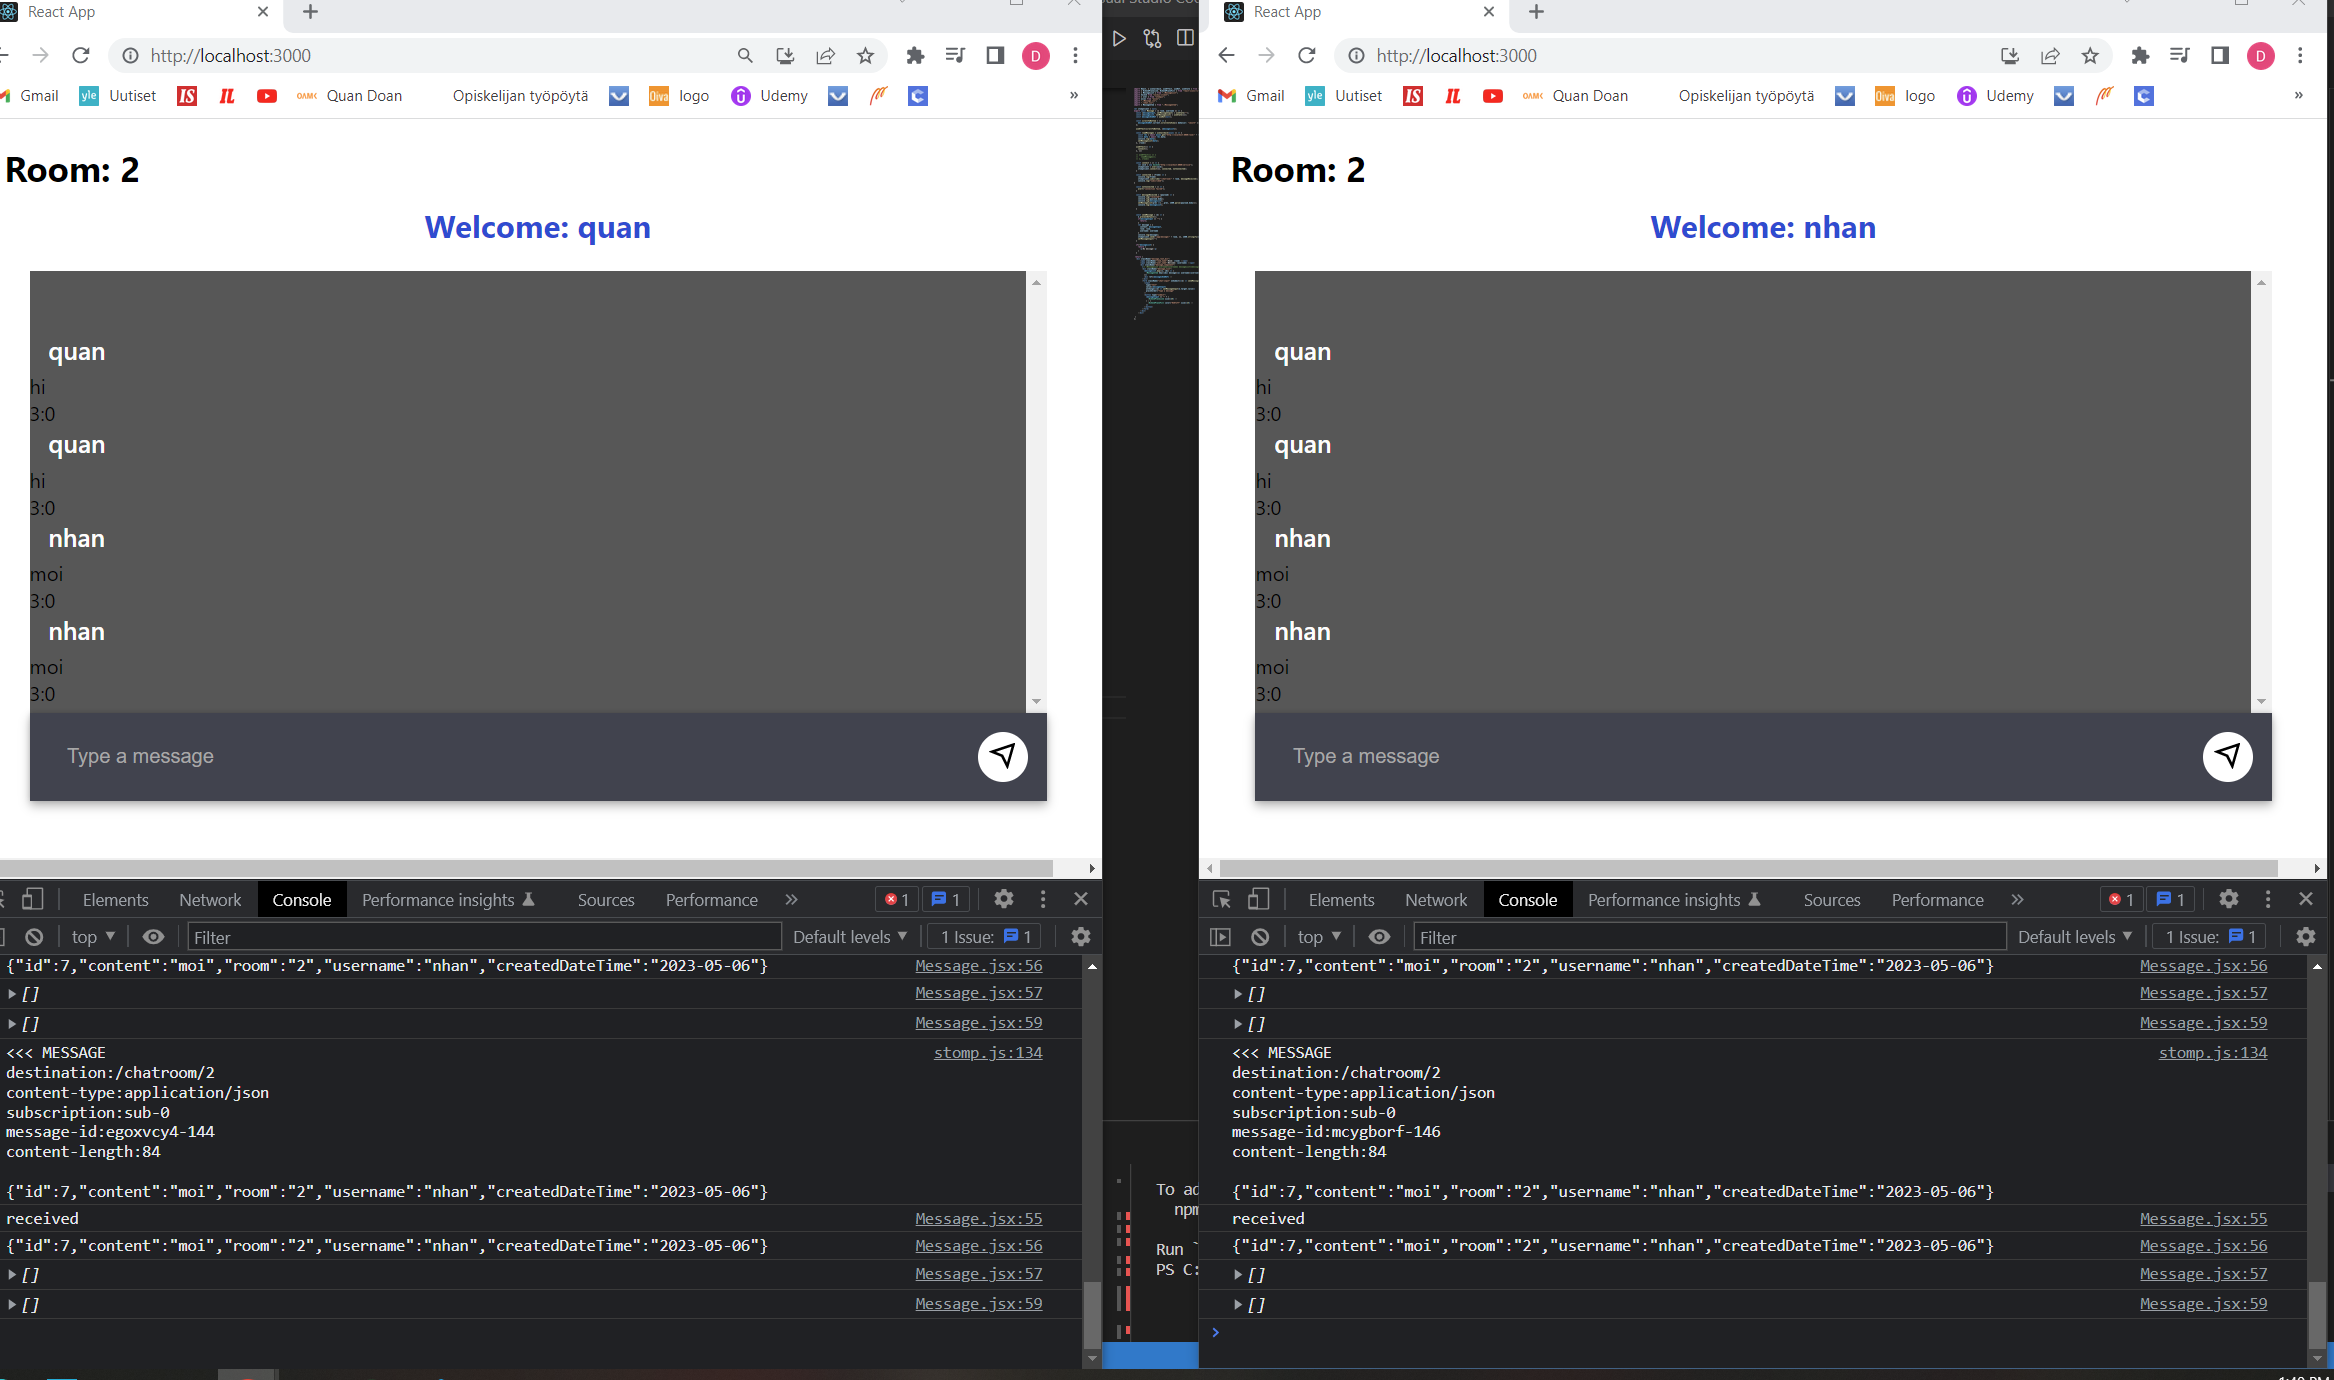 React App
http://localhost:3000
D
Gmail
yle Uutiset
IS
IL
OAMK Quan Doan
Opiskelijan työpöytä
Oiva logo
Udemy
»
Room: 2
Welcome: quan
quan
hi
3:0
quan
hi
3:0
nhan
moi
3:0
nhan
moi
3:0
Type a message
Elements Network Console Performance insights Sources Performance » 1 1
top Filter Default levels 1 Issue: 1
{"id":7,"content":"moi","room":"2","username":"nhan","createdDateTime":"2023-05-06"} Message.jsx:56
[] Message.jsx:57
[] Message.jsx:59
<<< MESSAGE stomp.js:134
destination:/chatroom/2
content-type:application/json
subscription:sub-0
message-id:egoxvcy4-144
content-length:84
{"id":7,"content":"moi","room":"2","username":"nhan","createdDateTime":"2023-05-06"}
received Message.jsx:55
{"id":7,"content":"moi","room":"2","username":"nhan","createdDateTime":"2023-05-06"} Message.jsx:56
[] Message.jsx:57
[] Message.jsx:59
To ad
npm
Run `
PS C:
React App
http://localhost:3000
D
Gmail
yle Uutiset
IS
IL
OAMK Quan Doan
Opiskelijan työpöytä
Oiva logo
Udemy
»
Room: 2
Welcome: nhan
quan
hi
3:0
quan
hi
3:0
nhan
moi
3:0
nhan
moi
3:0
Type a message
Elements Network Console Performance insights Sources Performance » 1 1
top Filter Default levels 1 Issue: 1
{"id":7,"content":"moi","room":"2","username":"nhan","createdDateTime":"2023-05-06"} Message.jsx:56
[] Message.jsx:57
[] Message.jsx:59
<<< MESSAGE stomp.js:134
destination:/chatroom/2
content-type:application/json
subscription:sub-0
message-id:mcygborf-146
content-length:84
{"id":7,"content":"moi","room":"2","username":"nhan","createdDateTime":"2023-05-06"}
received Message.jsx:55
{"id":7,"content":"moi","room":"2","username":"nhan","createdDateTime":"2023-05-06"} Message.jsx:56
[] Message.jsx:57
[] Message.jsx:59